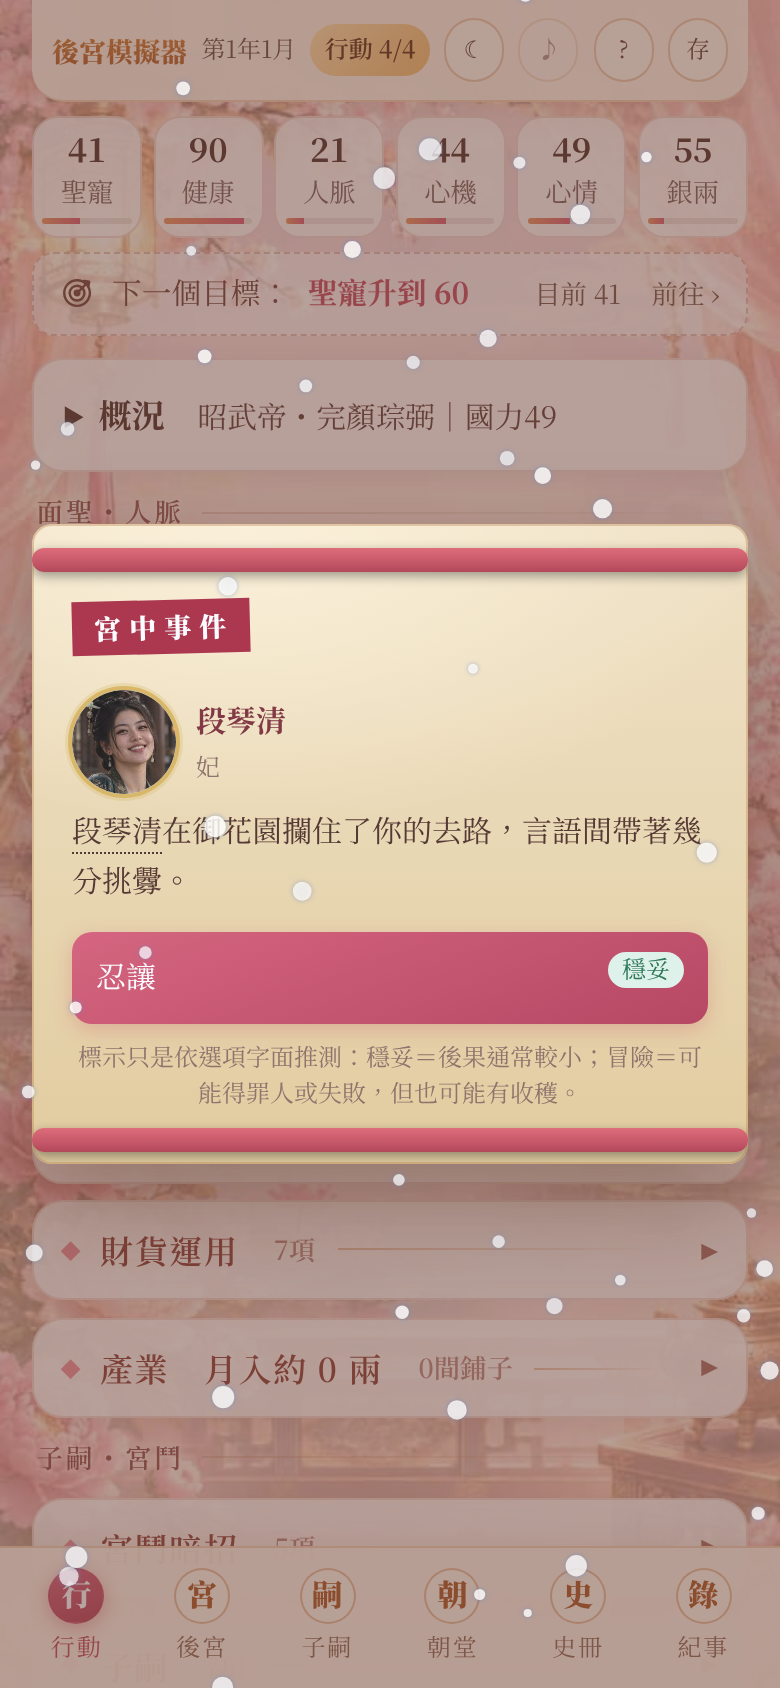 後宮模擬器 第1年1月 行動 4/4 ? 存
41 90 21 44 49 55
聖寵 健康 人脈 心機 心情 銀兩
下一個目標： 聖寵升到 60 目前 41 前往 ›
▶ 概況 昭武帝・完顏琮弼｜國力49
面聖・人脈
宮中事件
段琴清
妃
段琴清在御花園攔住了你的去路，言語間帶著幾
分挑釁。
忍讓 穩妥
標示只是依選項字面推測：穩妥＝後果通常較小；冒險＝可
能得罪人或失敗，但也可能有收穫。
◆ 財貨運用 7項 ▶
◆ 產業 月入約 0 兩 0間鋪子 ▶
子嗣・宮鬥
宮鬥暗招 5項
行 宮 嗣 朝 史 錄
行動 後宮 子嗣 朝堂 史冊 紀事